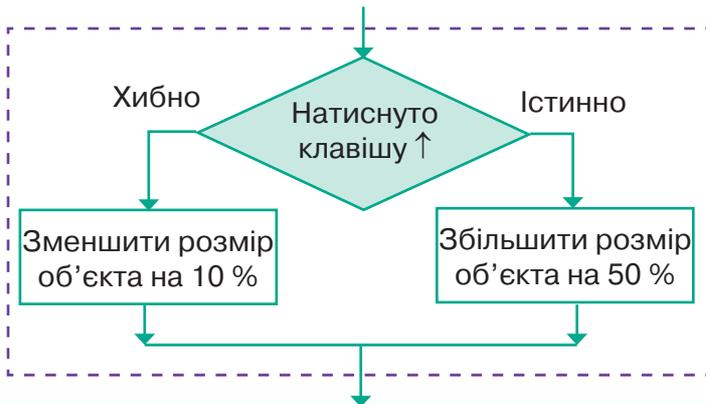 Хибно
Істинно
Натиснуто
клавішу ↑
Зменшити розмір
об’єкта на 10 %
Збільшити розмір
об’єкта на 50 %